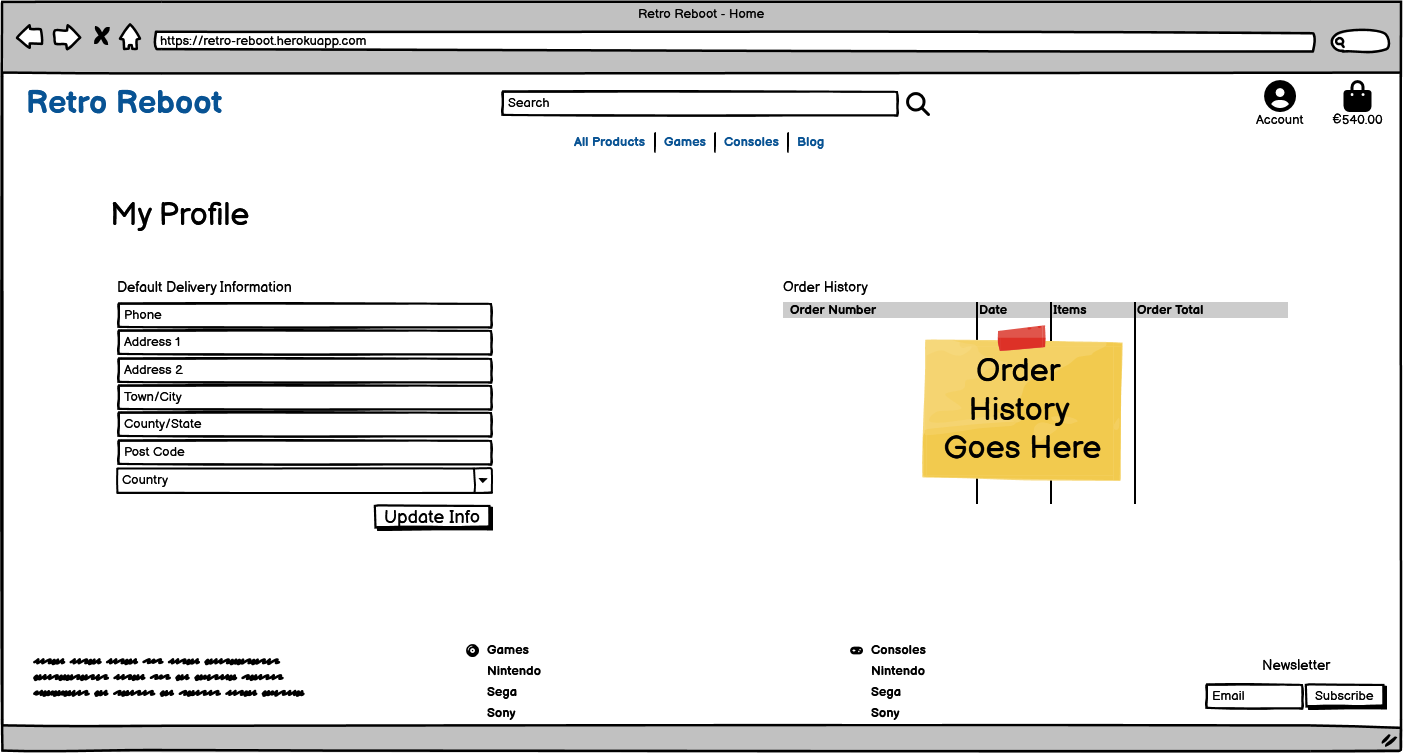 Retro Reboot - Home
https://retro-reboot.herokuapp.com
Retro Reboot
Search
Account
€540.00
All Products
Games
Consoles
Blog
My Profile
Default Delivery Information
Phone
Address 1
Address 2
Town/City
County/State
Post Code
Country
Update Info
Order History
Order Number
Date
Items
Order Total
Order
History
Goes Here
Games
Nintendo
Sega
Sony
Consoles
Nintendo
Sega
Sony
Newsletter
Email
Subscribe